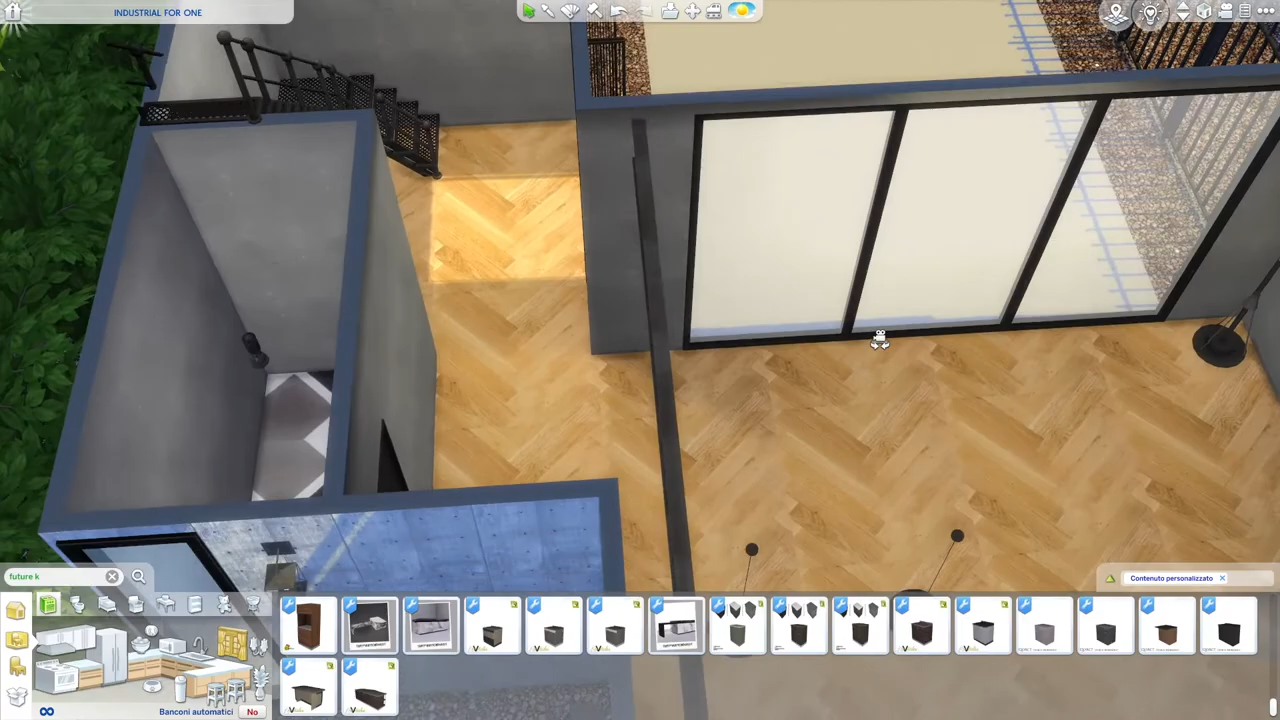 INDUSTRIAL FOR ONE
future k
Contenuto personalizzato
Banconi automatici
No